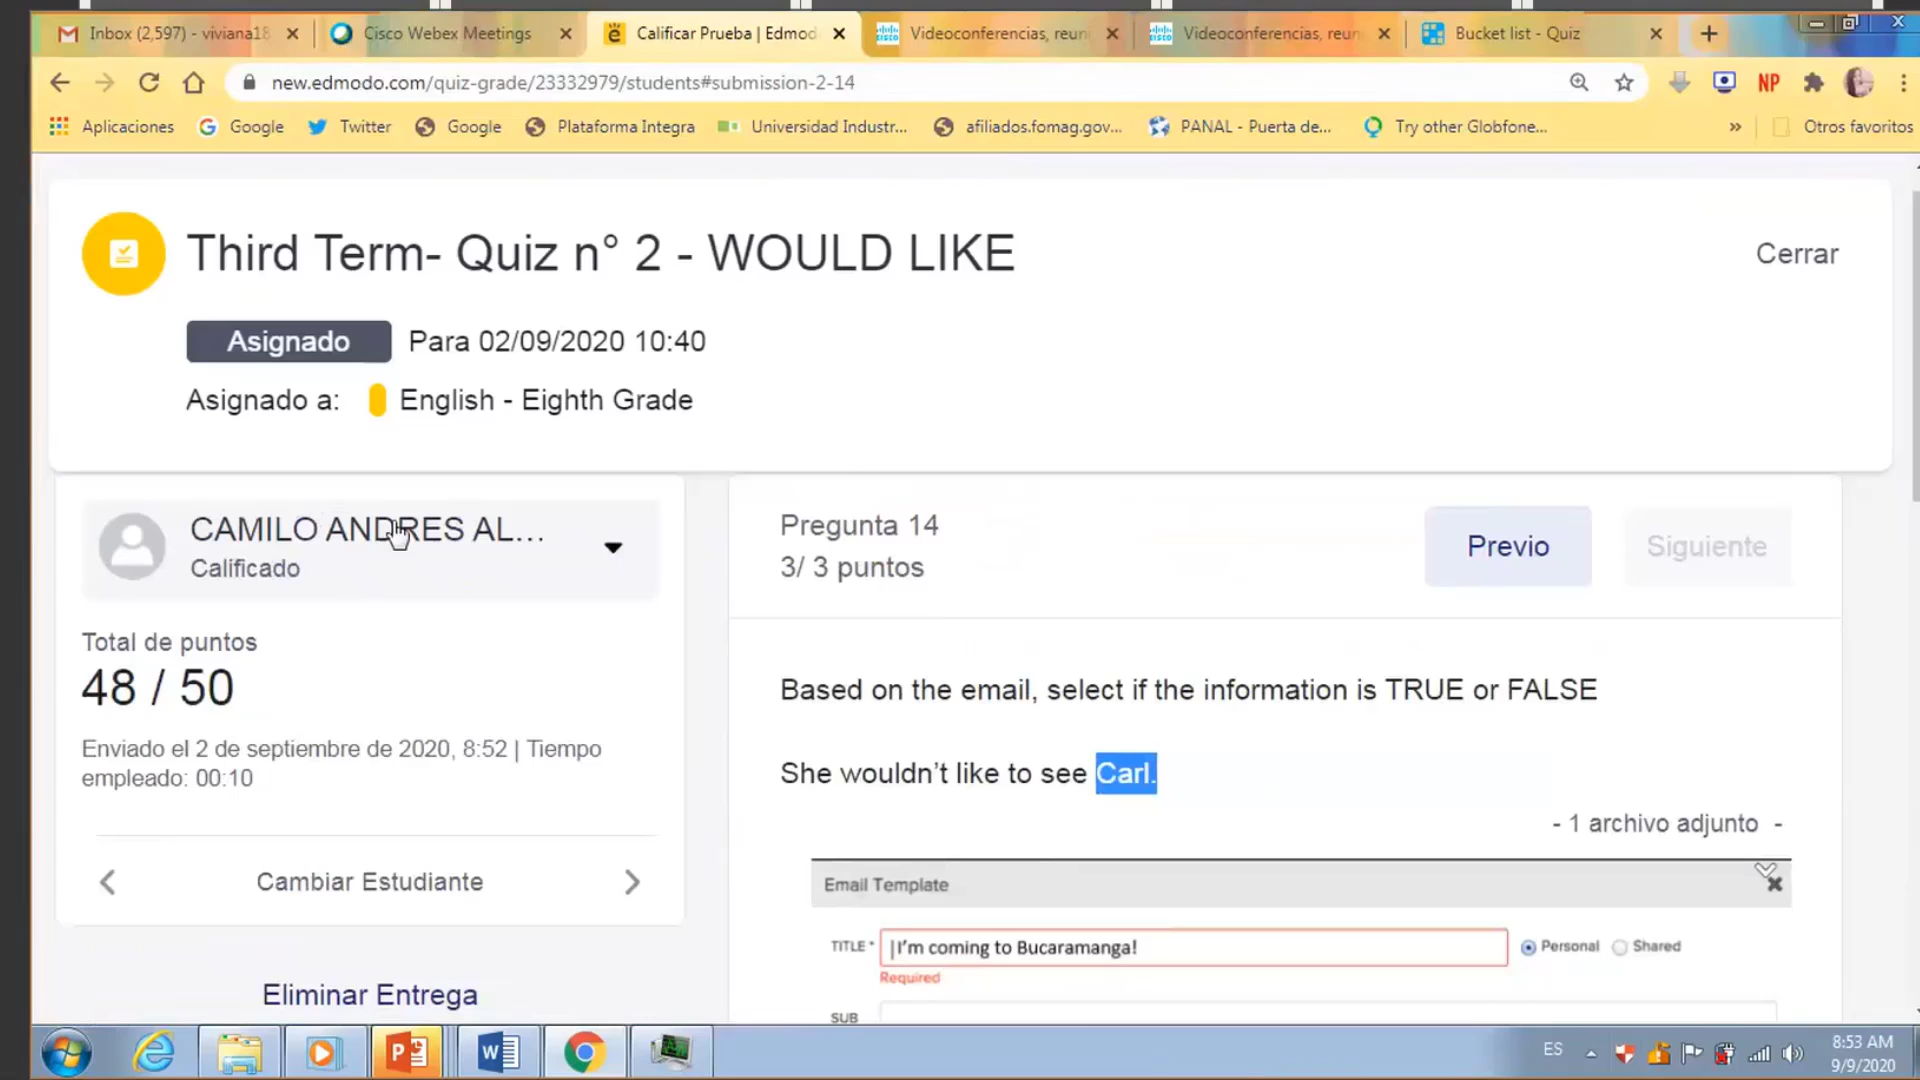 Inbox (2,597) - viviana18
Cisco Webex Meetings
Calificar Prueba | Edmod
Videoconferencias, reun
Videoconferencias, reun
Bucket list - Quiz
new.edmodo.com/quiz-grade/23332979/students#submission-2-14
NP
Aplicaciones
Google
Twitter
Google
Plataforma Integra
Universidad Industr...
afiliados.fomag.gov...
PANAL - Puerta de...
Try other Globfone...
»
Otros favoritos
Third Term- Quiz n° 2 - WOULD LIKE
Cerrar
Asignado
Para 02/09/2020 10:40
Asignado a:
English - Eighth Grade
CAMILO ANDRES AL...
Calificado
Total de puntos
48 / 50
Enviado el 2 de septiembre de 2020, 8:52 | Tiempo
empleado: 00:10
Cambiar Estudiante
Eliminar Entrega
Pregunta 14
3/ 3 puntos
Previo
Siguiente
Based on the email, select if the information is TRUE or FALSE
She wouldn't like to see Carl.
- 1 archivo adjunto -
Email Template
TITLE *
I'm coming to Bucaramanga!
Personal
Shared
Required
SUB
ES
8:53 AM
9/9/2020